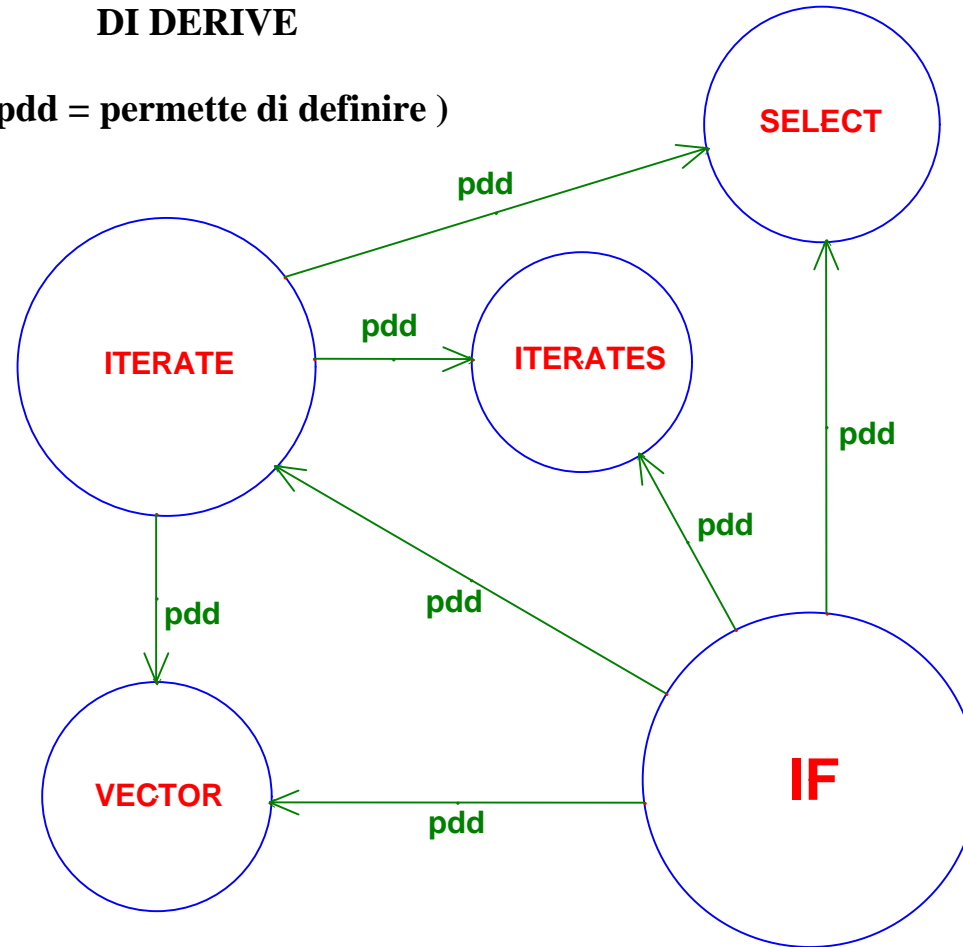 DI DERIVE
pdd = permette di definire )
SELECT
pdd
pdd
ITERATE
ITERATES
pdd
pdd
pdd
pdd
VECTOR
IF
pdd